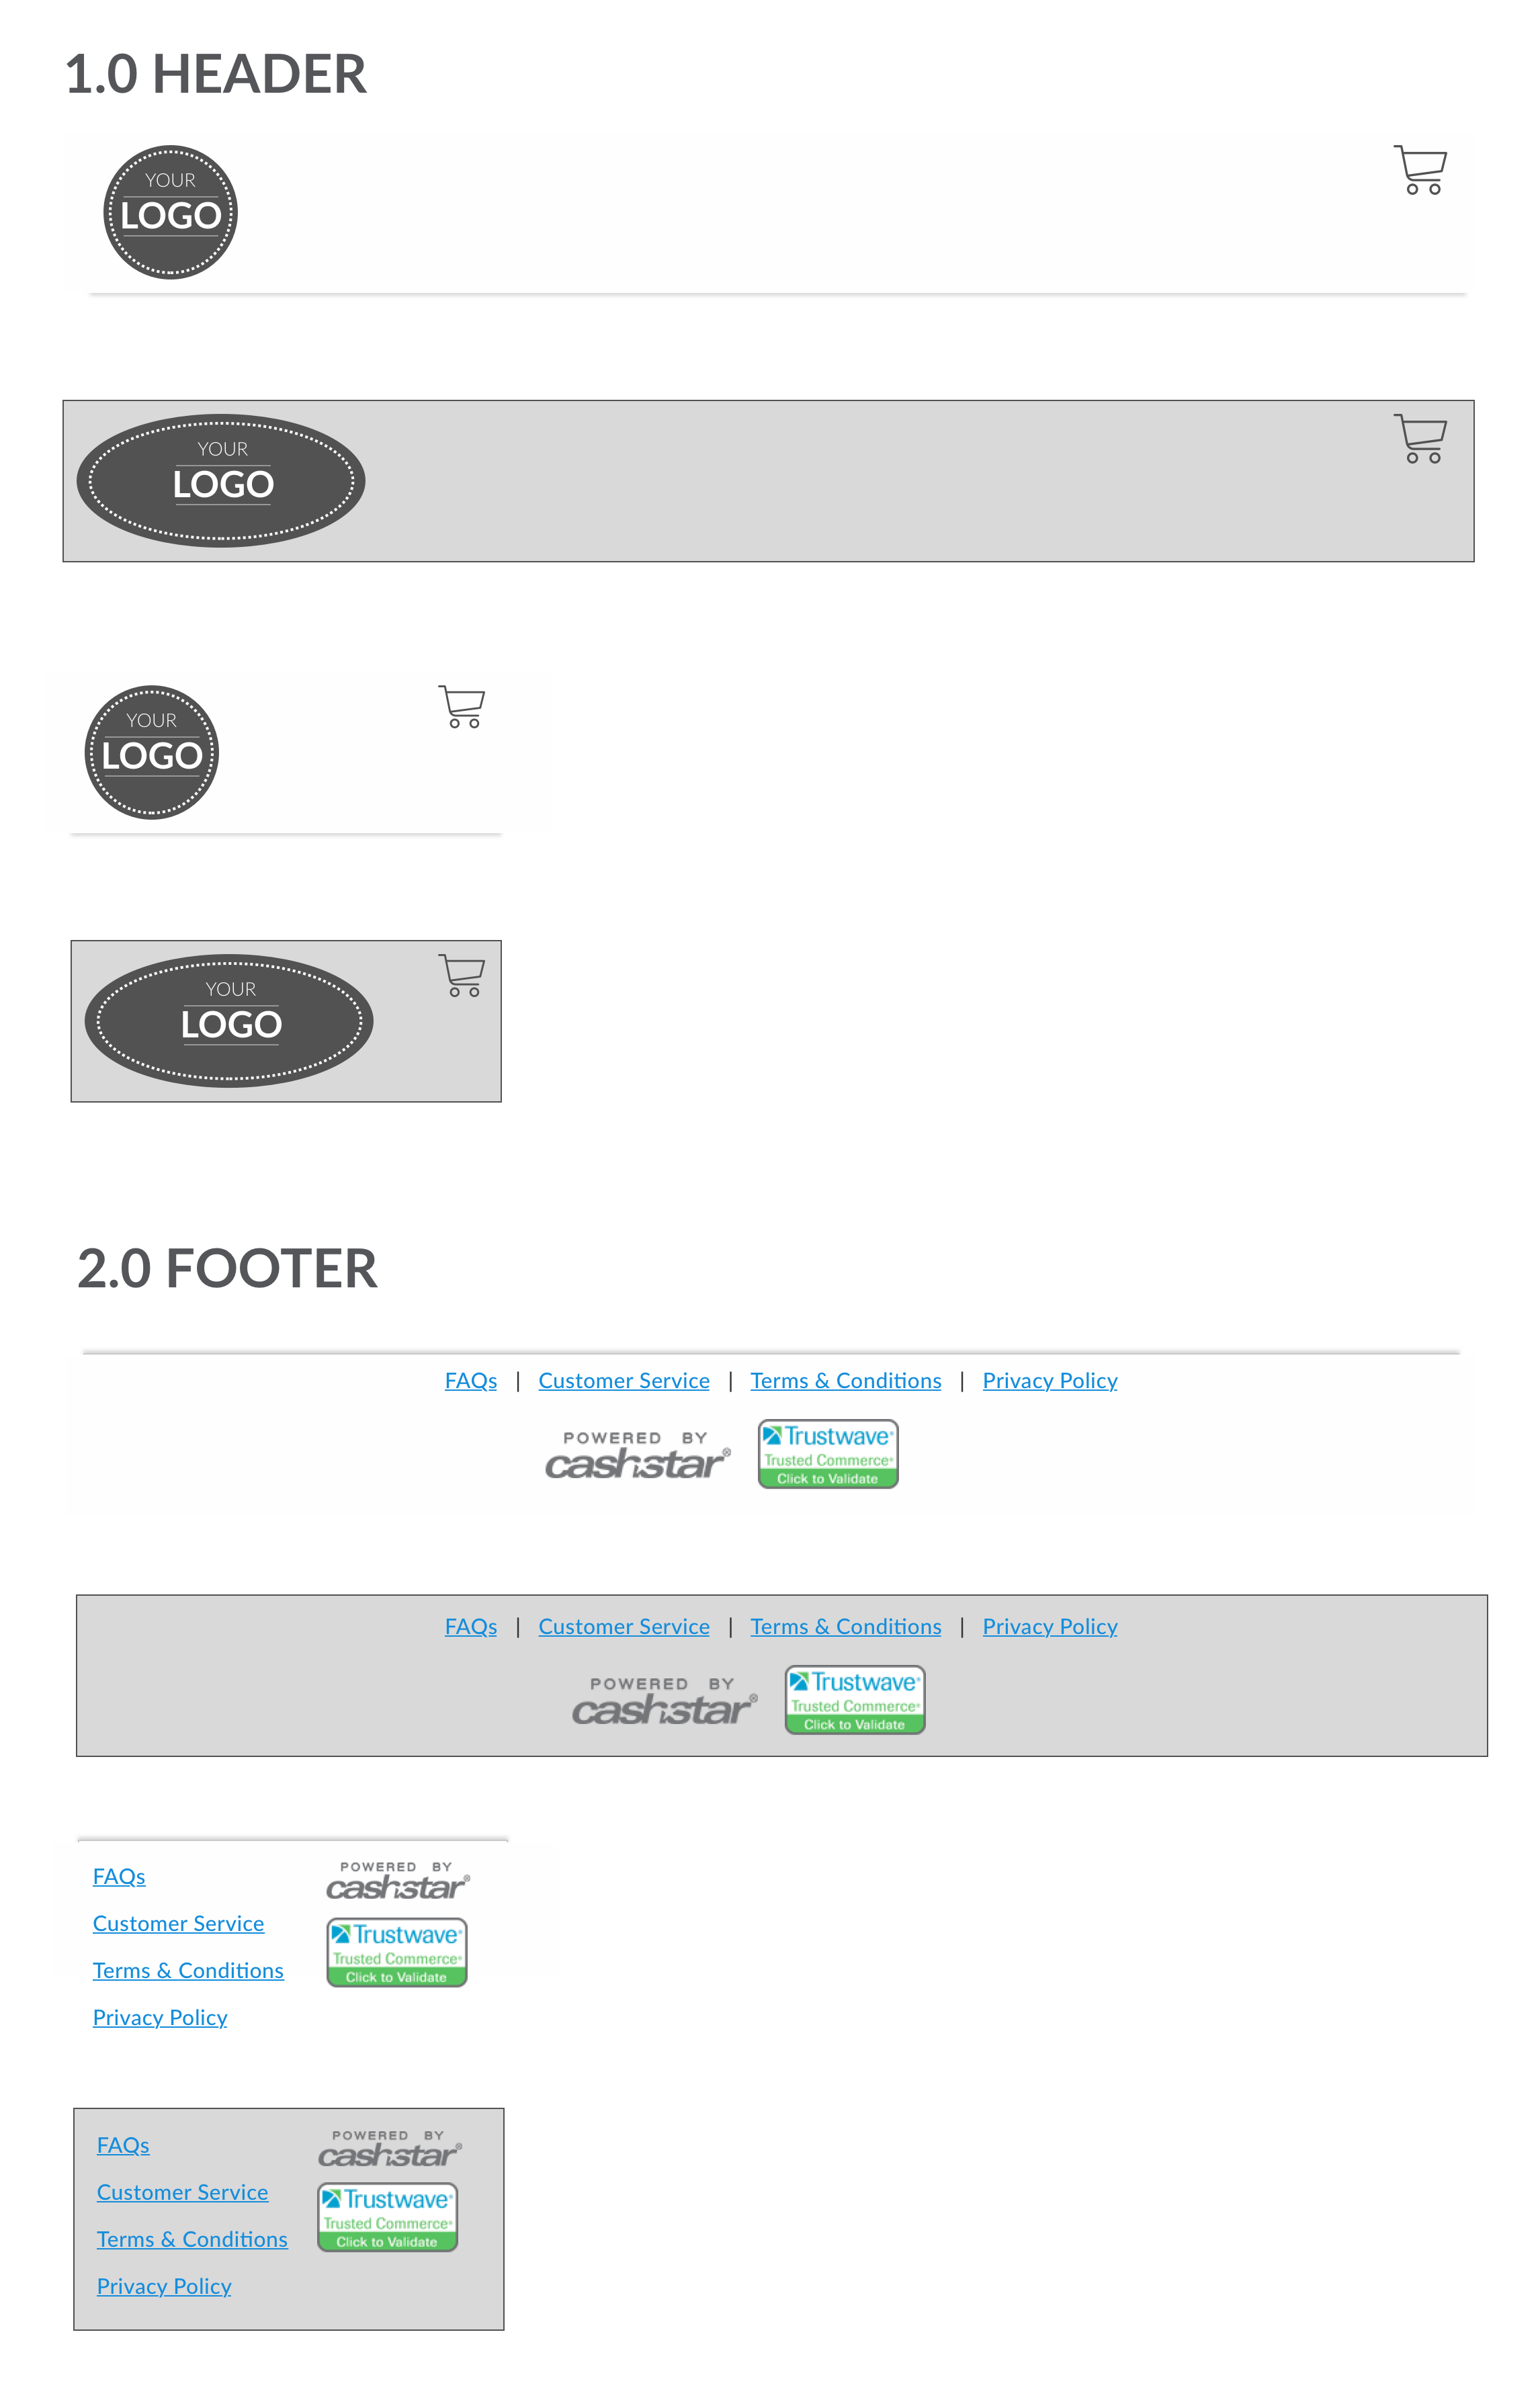 1.0 HEADER
YOUR
LOGO
YOUR
LOGO
YOUR
LOGO
YOUR
LOGO
2.0 FOOTER
FAQs | Customer Service | Terms & Conditions | Privacy Policy
POWERED BY
cashstar®
Trustwave®
Trusted Commerce®
Click to Validate
FAQs | Customer Service | Terms & Conditions | Privacy Policy
POWERED BY
cashstar®
Trustwave®
Trusted Commerce®
Click to Validate
FAQs
Customer Service
Terms & Conditions
Privacy Policy
POWERED BY
cashstar®
Trustwave®
Trusted Commerce®
Click to Validate
FAQs
Customer Service
Terms & Conditions
Privacy Policy
POWERED BY
cashstar®
Trustwave®
Trusted Commerce®
Click to Validate